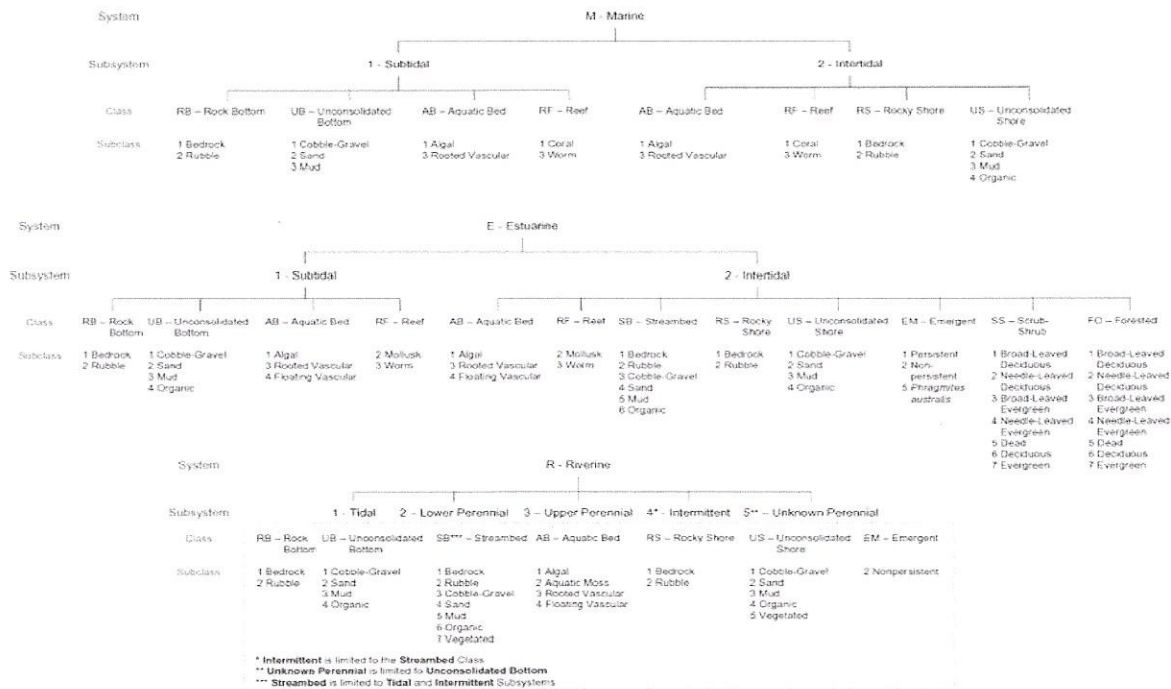 System M - Marine
Subsystem 1 - Subtidal 2 - Intertidal
Class RB – Rock Bottom UB – Unconsolidated Bottom AB – Aquatic Bed RF – Reef AB – Aquatic Bed RF – Reef RS – Rocky Shore US – Unconsolidated Shore
Subclass 1 Bedrock 1 Cobble-Gravel 1 Algal 1 Coral 1 Algal 1 Coral 1 Bedrock 1 Cobble-Gravel
2 Rubble 2 Sand 3 Rooted Vascular 3 Worm 3 Rooted Vascular 3 Worm 2 Rubble 2 Sand
3 Mud 3 Mud
4 Organic
System E - Estuarine
Subsystem 1 - Subtidal 2 - Intertidal
Class RB – Rock Bottom UB – Unconsolidated Bottom AB – Aquatic Bed RF – Reef AB – Aquatic Bed RF – Reef SB – Streambed RS – Rocky Shore US – Unconsolidated Shore EM – Emergent SS – Scrub-Shrub FO – Forested
Subclass 1 Bedrock 1 Cobble-Gravel 1 Algal 2 Mollusk 1 Algal 2 Mollusk 1 Bedrock 1 Bedrock 1 Cobble-Gravel 1 Persistent 1 Broad-Leaved 1 Broad-Leaved
2 Rubble 2 Sand 3 Rooted Vascular 3 Worm 3 Rooted Vascular 3 Worm 2 Rubble 2 Rubble 2 Sand 2 Non- Deciduous Deciduous
3 Mud 4 Floating Vascular 4 Floating Vascular 3 Cobble-Gravel 3 Mud persistent 2 Needle-Leaved 2 Needle-Leaved
4 Organic 4 Sand 4 Organic 5 Phragmites Deciduous Deciduous
5 Mud australis 3 Broad-Leaved 3 Broad-Leaved
6 Organic Evergreen Evergreen
4 Needle-Leaved 4 Needle-Leaved
Evergreen Evergreen
5 Dead 5 Dead
6 Deciduous 6 Deciduous
7 Evergreen 7 Evergreen
System R - Riverine
Subsystem 1 - Tidal 2 - Lower Perennial 3 - Upper Perennial 4* - Intermittent 5** – Unknown Perennial
Class RB – Rock Bottom UB – Unconsolidated Bottom SB*** – Streambed AB – Aquatic Bed RS – Rocky Shore US – Unconsolidated Shore EM – Emergent
Subclass 1 Bedrock 1 Cobble-Gravel 1 Bedrock 1 Algal 1 Bedrock 1 Cobble-Gravel 2 Nonpersistent
2 Rubble 2 Sand 2 Rubble 2 Aquatic Moss 2 Rubble 2 Sand
3 Mud 3 Cobble-Gravel 3 Rooted Vascular 3 Mud
4 Organic 4 Sand 4 Floating Vascular 4 Organic
5 Mud 5 Vegetated
6 Organic
7 Vegetated
* Intermittent is limited to the Streambed Class
** Unknown Perennial is limited to Unconsolidated Bottom
*** Streambed is limited to Tidal and Intermittent Subsystems